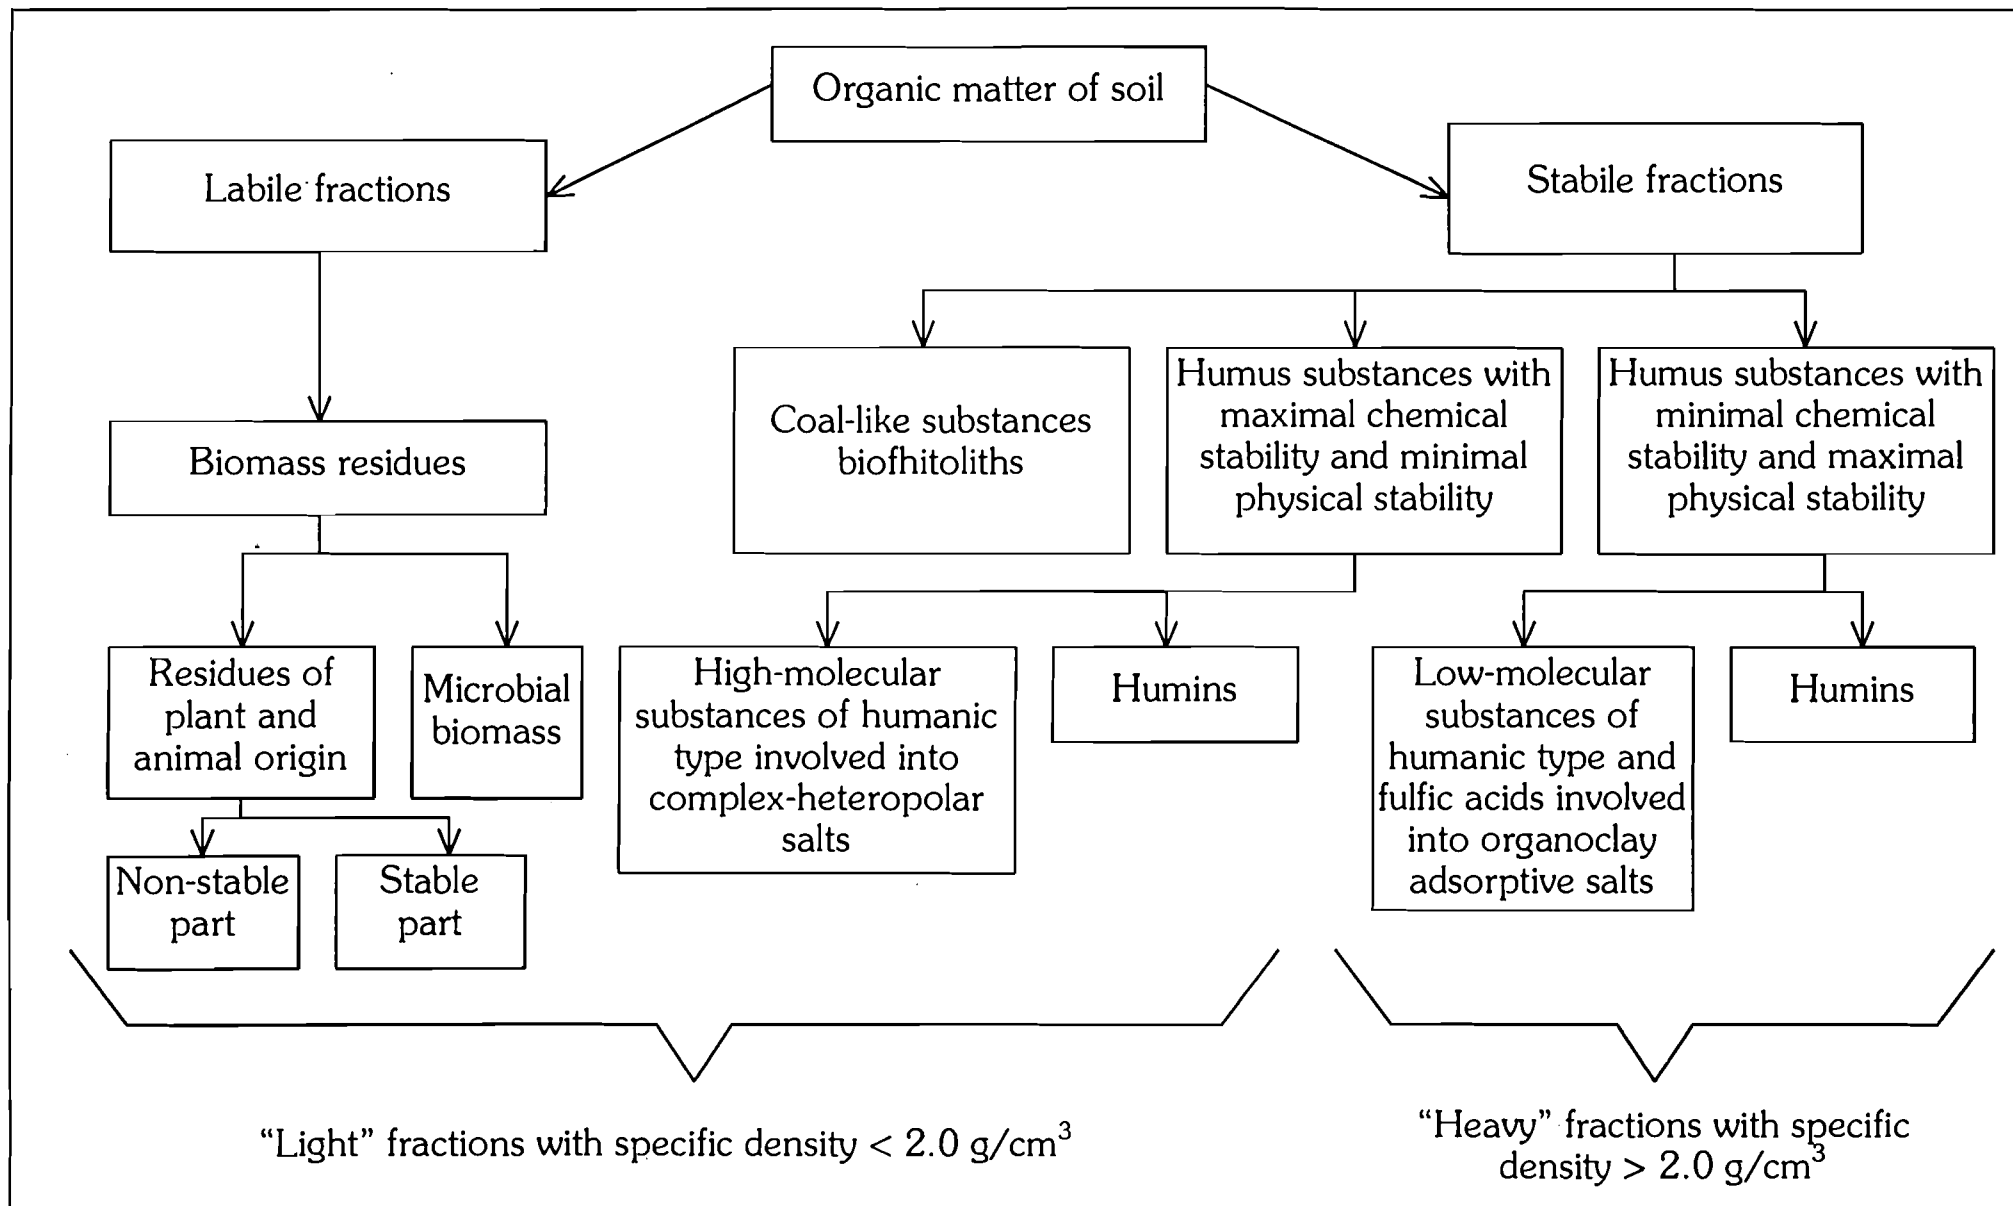 Organic matter of soil
Labile fractions
Stabile fractions
Biomass residues
Coal-like substances
biofhitoliths
Humus substances with
maximal chemical
stability and minimal
physical stability
Humus substances with
minimal chemical
stability and maximal
physical stability
Residues of
plant and
animal origin
Microbial
biomass
High-molecular
substances of humanic
type involved into
complex-heteropolar
salts
Humins
Low-molecular
substances of
humanic type and
fulfic acids involved
into organoclay
adsorptive salts
Humins
Non-stable
part
Stable
part
“Light” fractions with specific density < 2.0 g/cm³
“Heavy” fractions with specific
density > 2.0 g/cm³